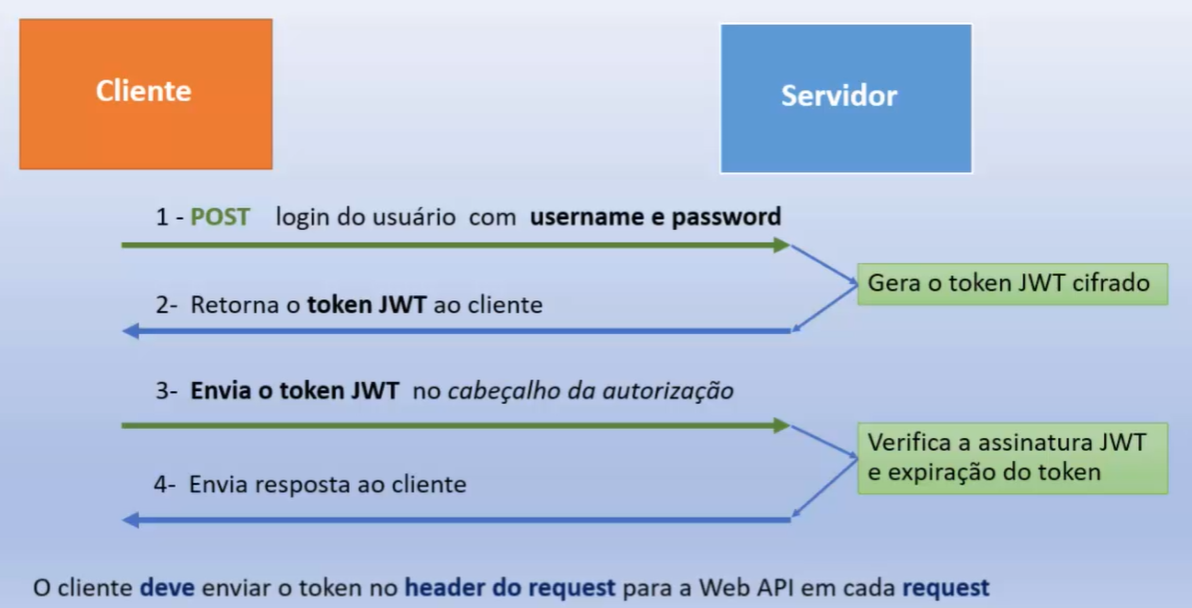 Cliente
Servidor
1 - POST login do usuário com username e password
Gera o token JWT cifrado
2- Retorna o token JWT ao cliente
3- Envia o token JWT no cabeçalho da autorização
Verifica a assinatura JWT
e expiração do token
4- Envia resposta ao cliente
O cliente deve enviar o token no header do request para a Web API em cada request